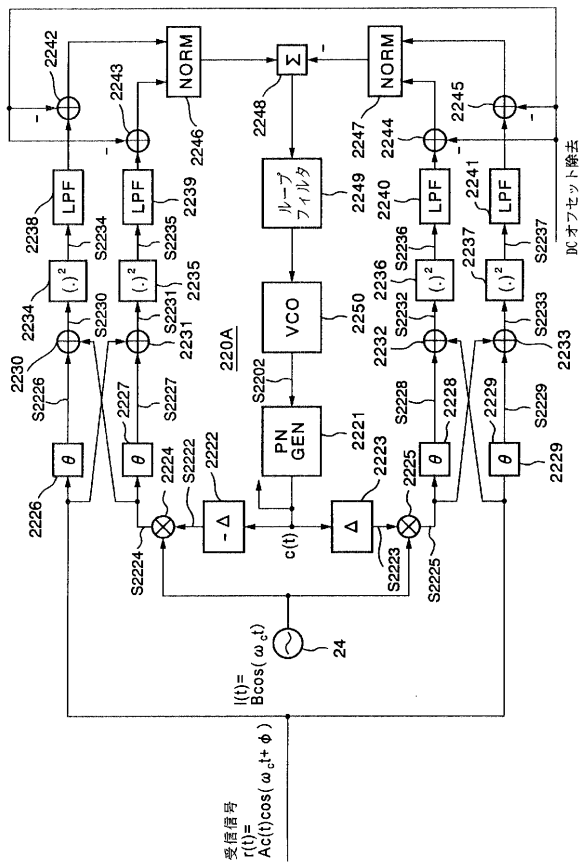 受信信号
r(t)=
Ac(t)cos(ω_c t+φ)
l(t)=
Bcos(ω_c t)
24
220A
2226
θ
S2226
2230
S2230
2234
(.)²
S2234
2238
LPF
2242
-
2227
θ
S2227
2231
S2231
2235
(.)²
S2235
2239
LPF
2243
-
NORM
2246
2224
S2224
S2222
2222
-Δ
c(t)
PN
GEN
2221
S2202
VCO
2250
ループ
フィルタ
2249
Σ
2248
-
2223
Δ
S2223
2225
S2225
θ
2228
S2228
2232
S2232
2236
(.)²
S2236
2240
LPF
2244
-
NORM
2247
θ
2229
2229
S2229
2233
S2233
2237
(.)²
S2237
2241
LPF
2245
-
DCオフセット除去